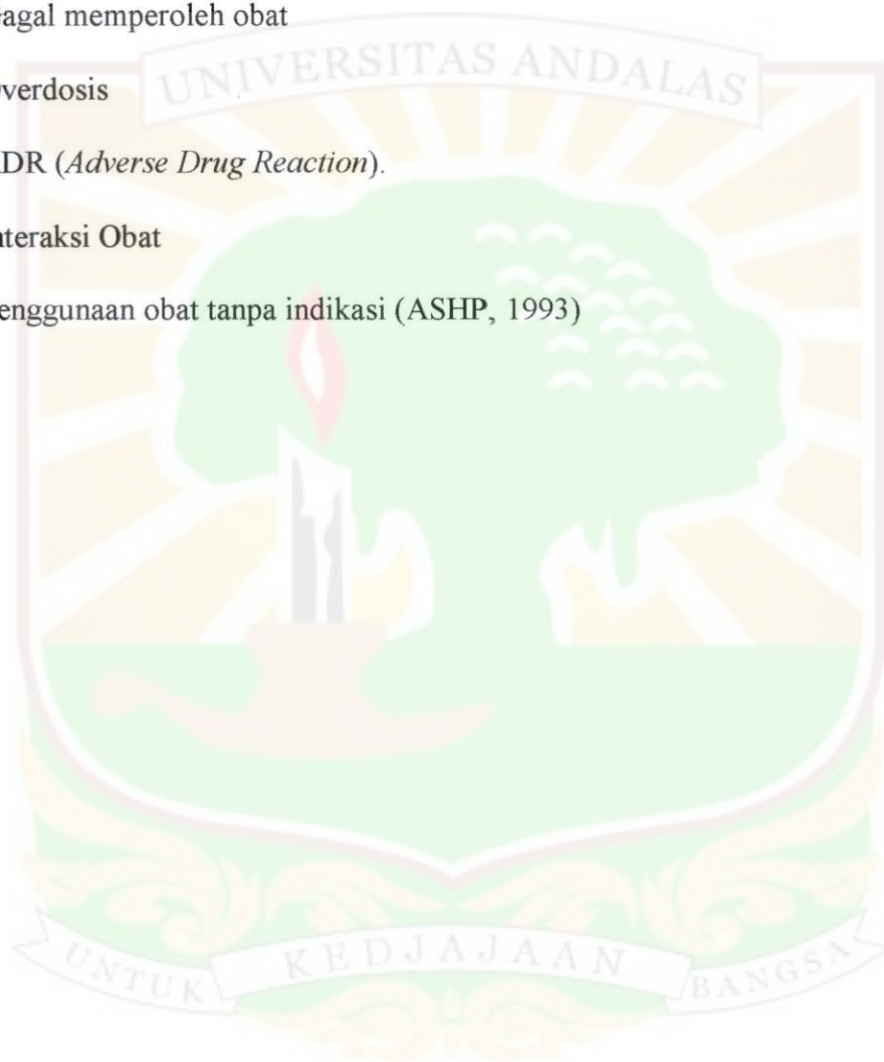 agal memperoleh obat
UNIVERSITAS ANDALAS
verdosis
DR (Adverse Drug Reaction).
nteraksi Obat
enggunaan obat tanpa indikasi (ASHP, 1993)
UNTUK KEDJAJAAN BANGSA